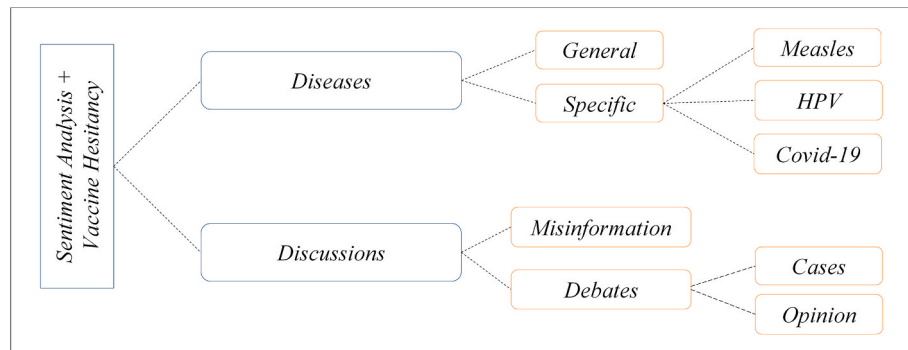 Sentiment Analysis +
Vaccine Hesitancy
Diseases
General
Specific
Measles
HPV
Covid-19
Discussions
Misinformation
Debates
Cases
Opinion